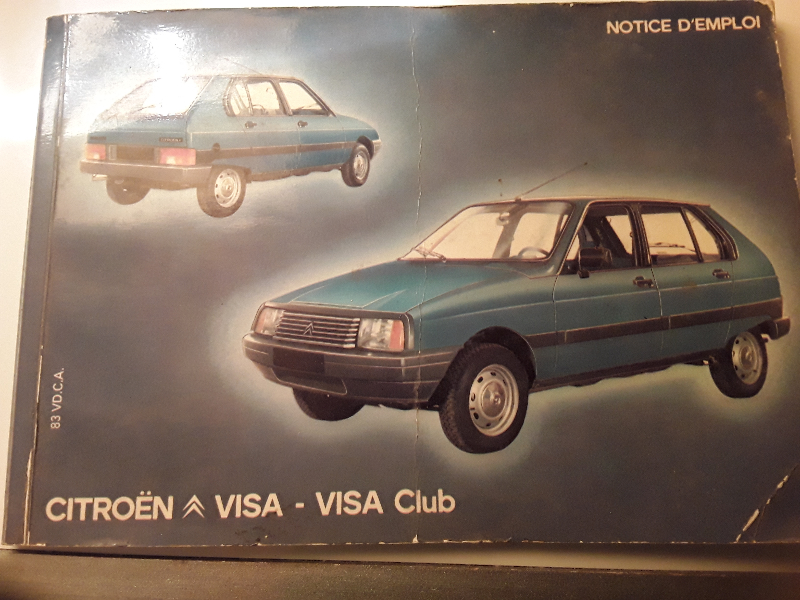 NOTICE D'EMPLOI
83 VD.C.A.
CITROËN VISA - VISA Club